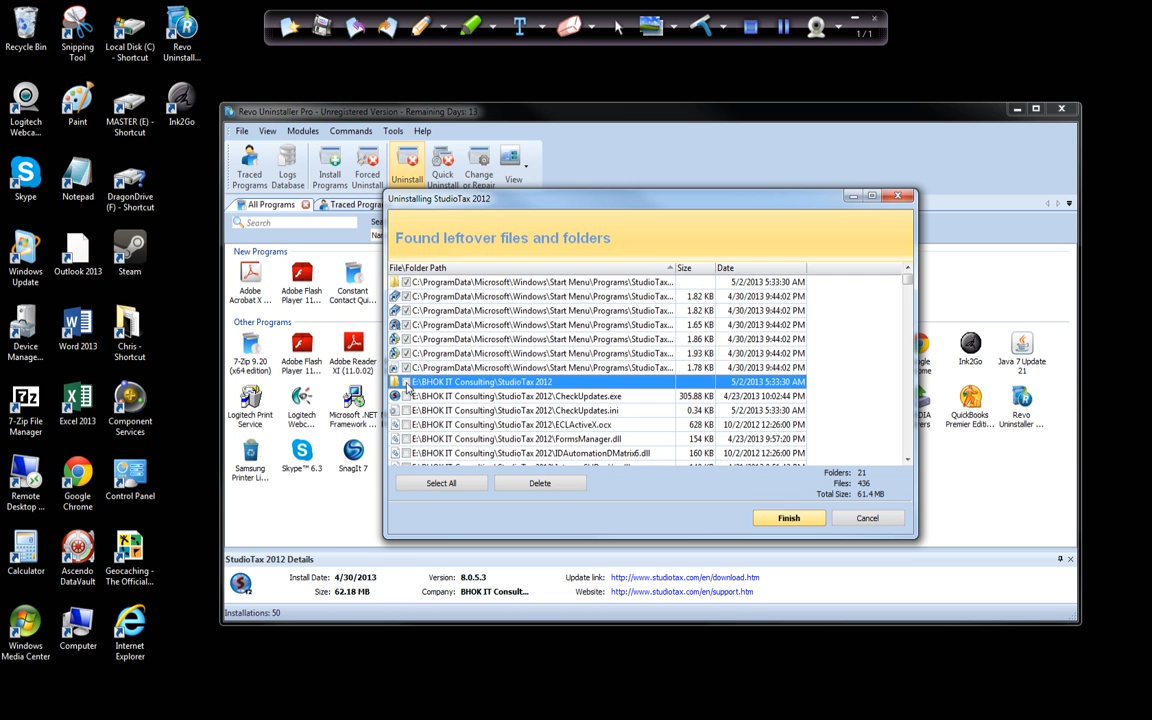 1 / 1
Recycle Bin
Snipping Tool
Local Disk (C) - Shortcut
Revo Uninstall...
Logitech Webca...
Paint
MASTER (E) - Shortcut
Ink2Go
Skype
Notepad
DragonDrive (F) - Shortcut
Windows Update
Outlook 2013
Steam
Device Manage...
Word 2013
Chris - Shortcut
7-Zip File Manager
Excel 2013
Component Services
Remote Desktop ...
Google Chrome
Control Panel
Calculator
Ascendo DataVault
Geocaching - The Official...
Windows Media Center
Computer
Internet Explorer
Revo Uninstaller Pro - Unregistered Version - Remaining Days: 13
File View Modules Commands Tools Help
Traced Programs
Logs Database
Install Programs
Forced Uninstall
Uninstall
Quick Uninstall
Change or Repair
View
All Programs
Traced Progra
Search
Sea
Nam
New Programs
Adobe Acrobat X ...
Adobe Flash Player 11...
Constant Contact Qui...
Other Programs
7-Zip 9.20 (x64 edition)
Adobe Flash Player 11...
Adobe Reader XI (11.0.02)
Ink2Go
Java 7 Update 21
Logitech Print Service
Logitech Webc...
Microsoft .NET Framework ...
QuickBooks Premier Editi...
Revo Uninstaller ...
Samsung Printer Li...
Skype™ 6.3
SnagIt 7
Uninstalling StudioTax 2012
Found leftover files and folders
File\Folder Path Size Date
C:\ProgramData\Microsoft\Windows\Start Menu\Programs\StudioTax... 5/2/2013 5:33:30 AM
C:\ProgramData\Microsoft\Windows\Start Menu\Programs\StudioTax... 1.82 KB 4/30/2013 9:44:02 PM
C:\ProgramData\Microsoft\Windows\Start Menu\Programs\StudioTax... 1.82 KB 4/30/2013 9:44:02 PM
C:\ProgramData\Microsoft\Windows\Start Menu\Programs\StudioTax... 1.65 KB 4/30/2013 9:44:02 PM
C:\ProgramData\Microsoft\Windows\Start Menu\Programs\StudioTax... 1.86 KB 4/30/2013 9:44:02 PM
C:\ProgramData\Microsoft\Windows\Start Menu\Programs\StudioTax... 1.93 KB 4/30/2013 9:44:02 PM
C:\ProgramData\Microsoft\Windows\Start Menu\Programs\StudioTax... 1.78 KB 4/30/2013 9:44:02 PM
E:\BHOK IT Consulting\StudioTax 2012 5/2/2013 5:33:30 AM
E:\BHOK IT Consulting\StudioTax 2012\CheckUpdates.exe 305.88 KB 4/23/2013 10:02:44 PM
E:\BHOK IT Consulting\StudioTax 2012\CheckUpdates.ini 0.34 KB 5/2/2013 5:33:30 AM
E:\BHOK IT Consulting\StudioTax 2012\ECLActiveX.ocx 628 KB 10/2/2012 12:26:00 PM
E:\BHOK IT Consulting\StudioTax 2012\FormsManager.dll 154 KB 4/23/2013 9:57:20 PM
E:\BHOK IT Consulting\StudioTax 2012\IDAutomationDMatrix6.dll 160 KB 10/2/2012 12:26:00 PM
Select All
Delete
Folders: 21
Files: 436
Total Size: 61.4 MB
Finish
Cancel
StudioTax 2012 Details
Install Date: 4/30/2013 Version: 8.0.5.3 Update link: http://www.studiotax.com/en/download.htm
Size: 62.18 MB Company: BHOK IT Consult... Website: http://www.studiotax.com/en/support.htm
Installations: 50